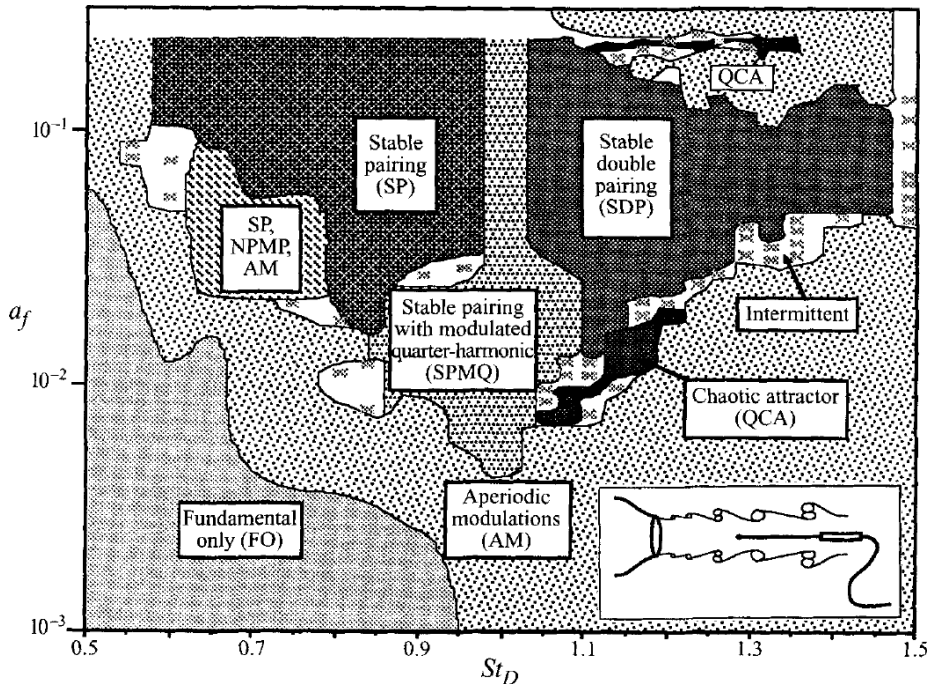 QCA
10⁻¹
Stable
pairing
(SP)
Stable
double
pairing
(SDP)
SP,
NPMP,
AM
a_f
Stable pairing
with modulated
quarter-harmonic
(SPMQ)
Intermittent
10⁻²
Chaotic attractor
(QCA)
Fundamental
only (FO)
Aperiodic
modulations
(AM)
10⁻³
0.5 0.7 0.9 1.1 1.3 1.5
St_D